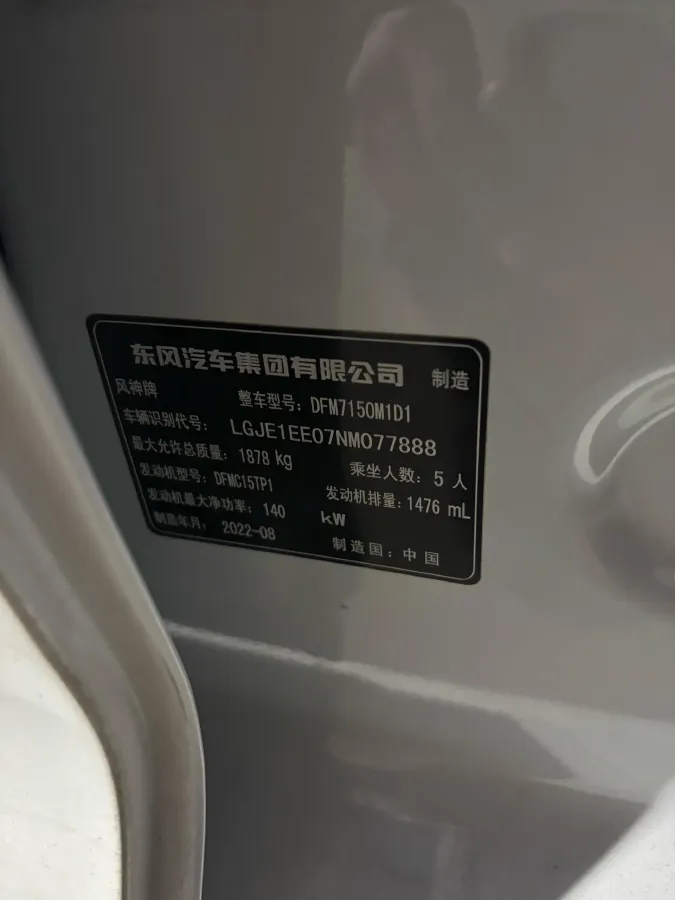 东风汽车集团有限公司 制造
风神牌 整车型号：DFM7150M1D1
车辆识别代号：LGJE1EE07NM077888
最大允许总质量：1878 kg 乘坐人数：5 人
发动机型号：DFMC15TP1 发动机排量：1476 mL
发动机最大净功率：140 kW
制造年月：2022-08 制造国：中国